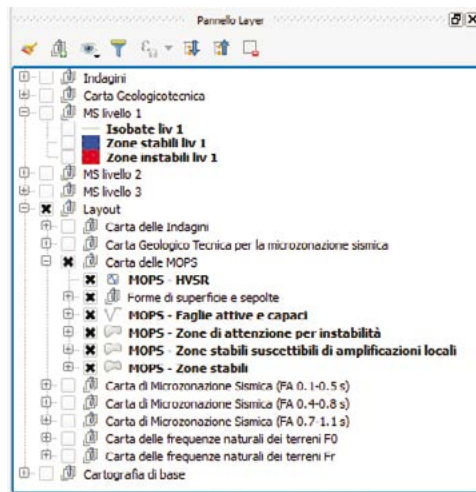 Pannello Layer
Indagini
Carta Geologicotecnica
MS livello 1
Isobate liv 1
Zone stabili liv 1
Zone instabili liv 1
MS livello 2
MS livello 3
Layout
Carta delle Indagini
Carta Geologico Tecnica per la microzonazione sismica
Carta delle MOPS
MOPS - HVSR
Forme di superficie e sepolte
MOPS - Faglie attive e capaci
MOPS - Zone di attenzione per instabilità
MOPS - Zone stabili suscettibili di amplificazioni locali
MOPS - Zone stabili
Carta di Microzonazione Sismica (FA 0.1-0.5 s)
Carta di Microzonazione Sismica (FA 0.4-0.8 s)
Carta di Microzonazione Sismica (FA 0.7-1.1 s)
Carta delle frequenze naturali dei terreni F0
Carta delle frequenze naturali dei terreni Fr
Cartografia di base